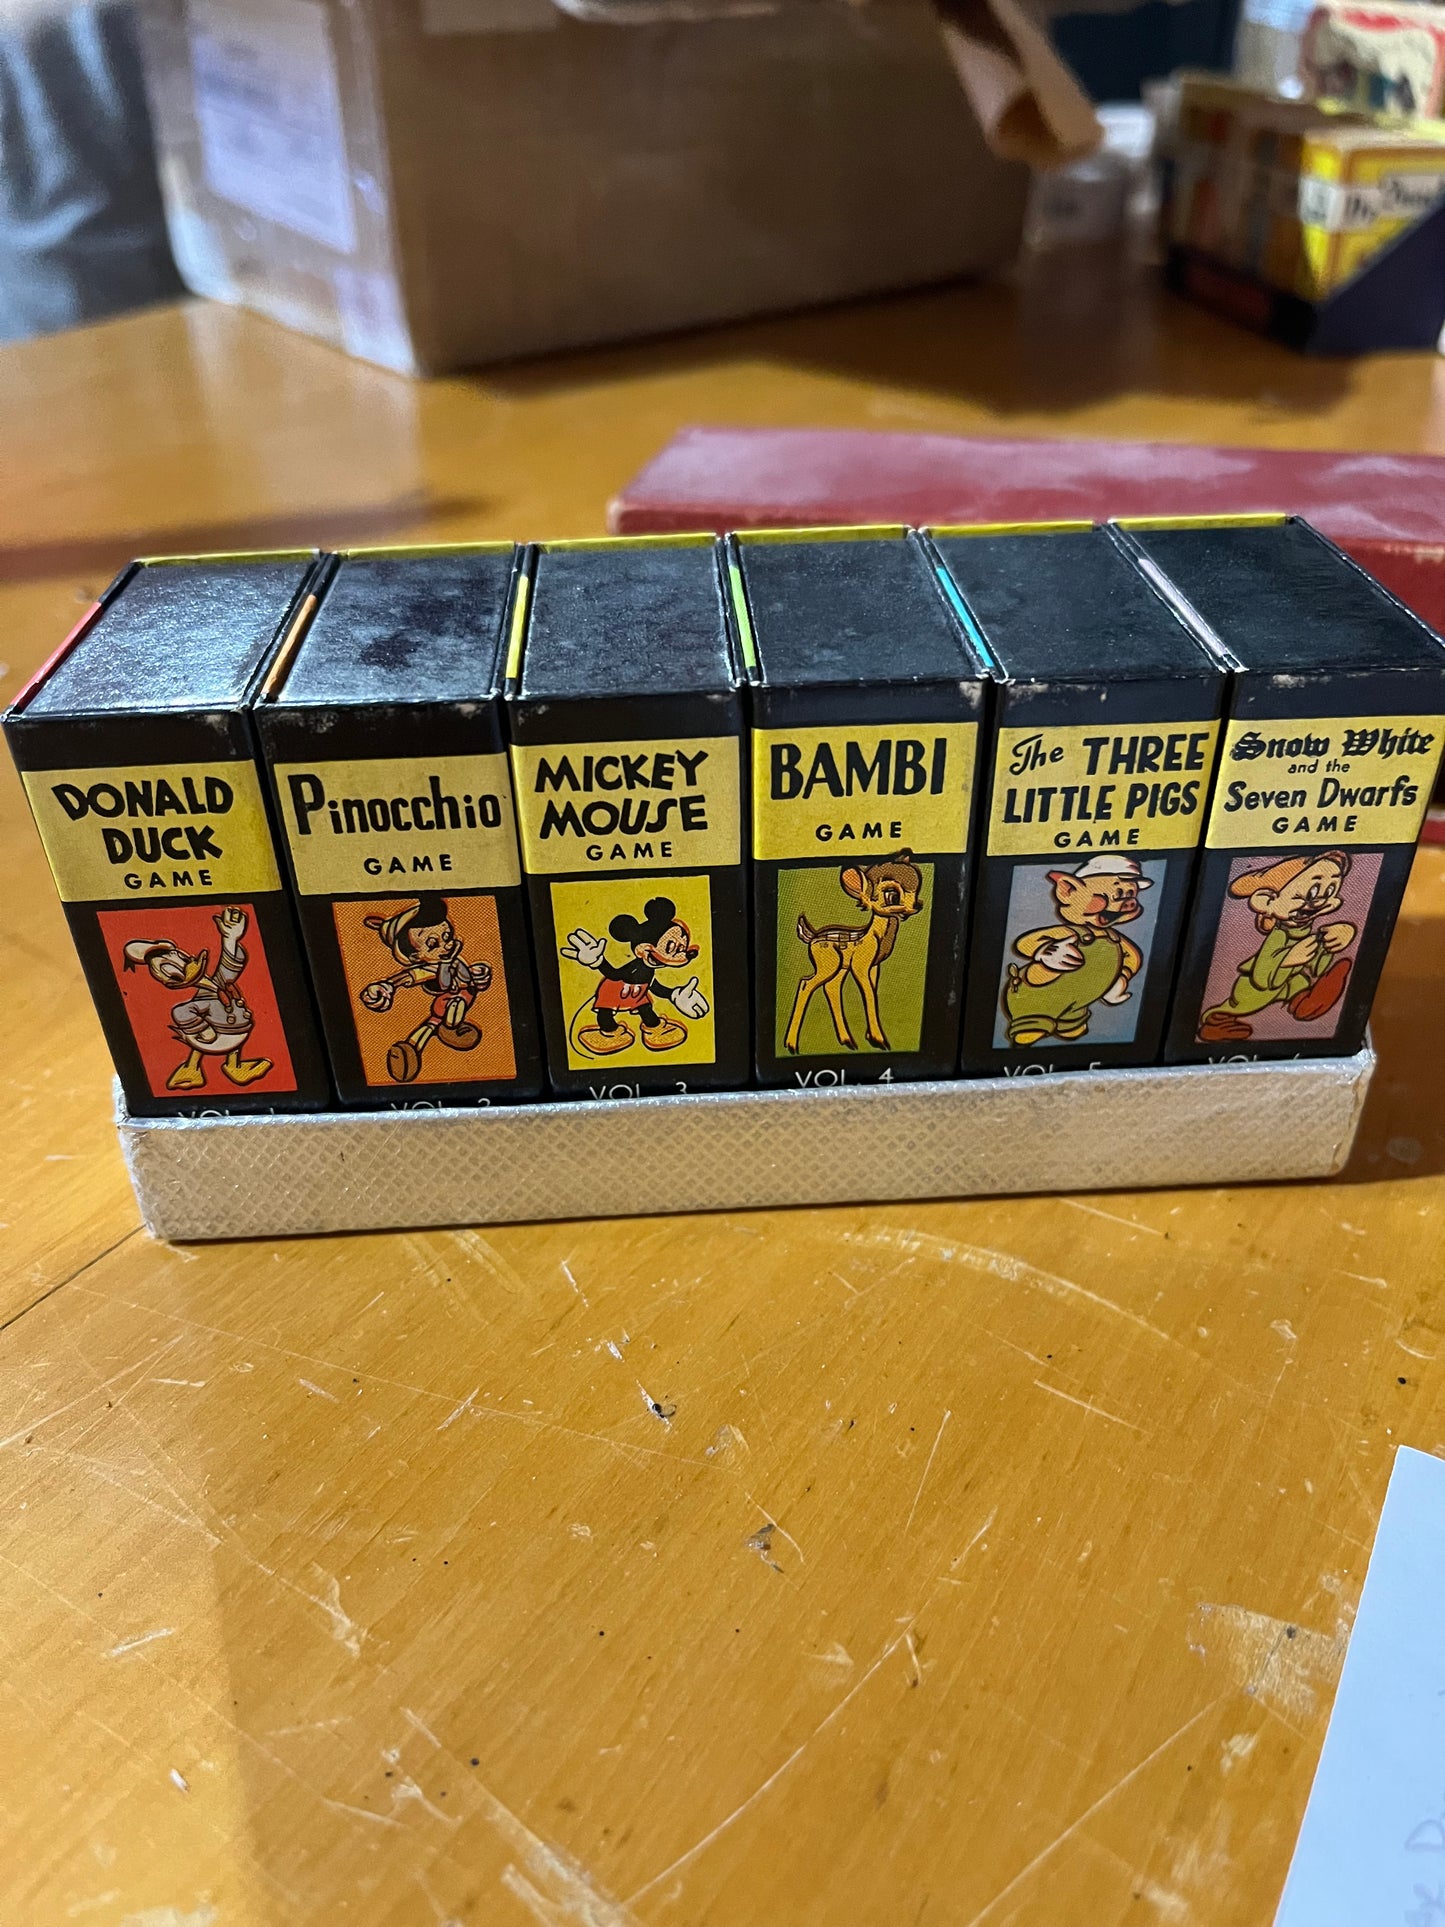 DONALD
DUCK
GAME
Pinocchio
GAME
MICKEY
MOUSE
GAME
VOL. 3
BAMBI
GAME
VOL. 4
The THREE
LITTLE PIGS
GAME
VOL. 5
Snow White
and the
Seven Dwarfs
GAME